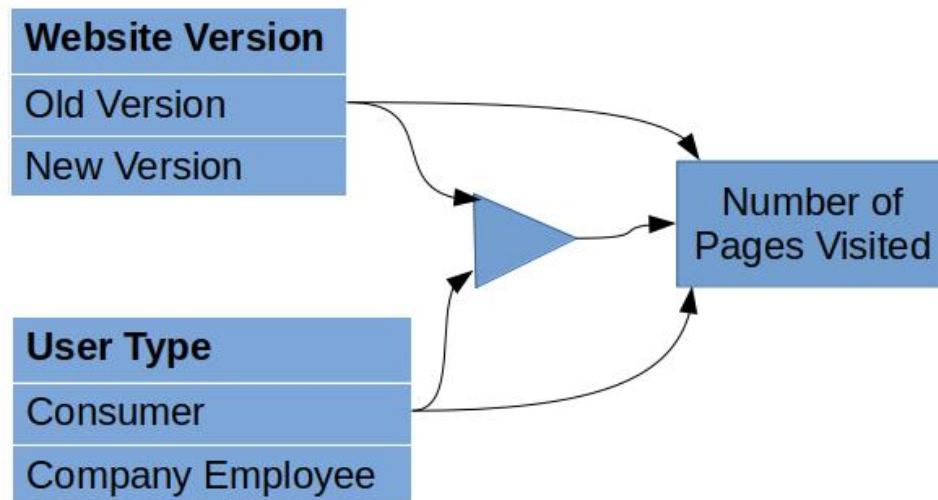 Website Version
Old Version
New Version
Number of
Pages Visited
User Type
Consumer
Company Employee